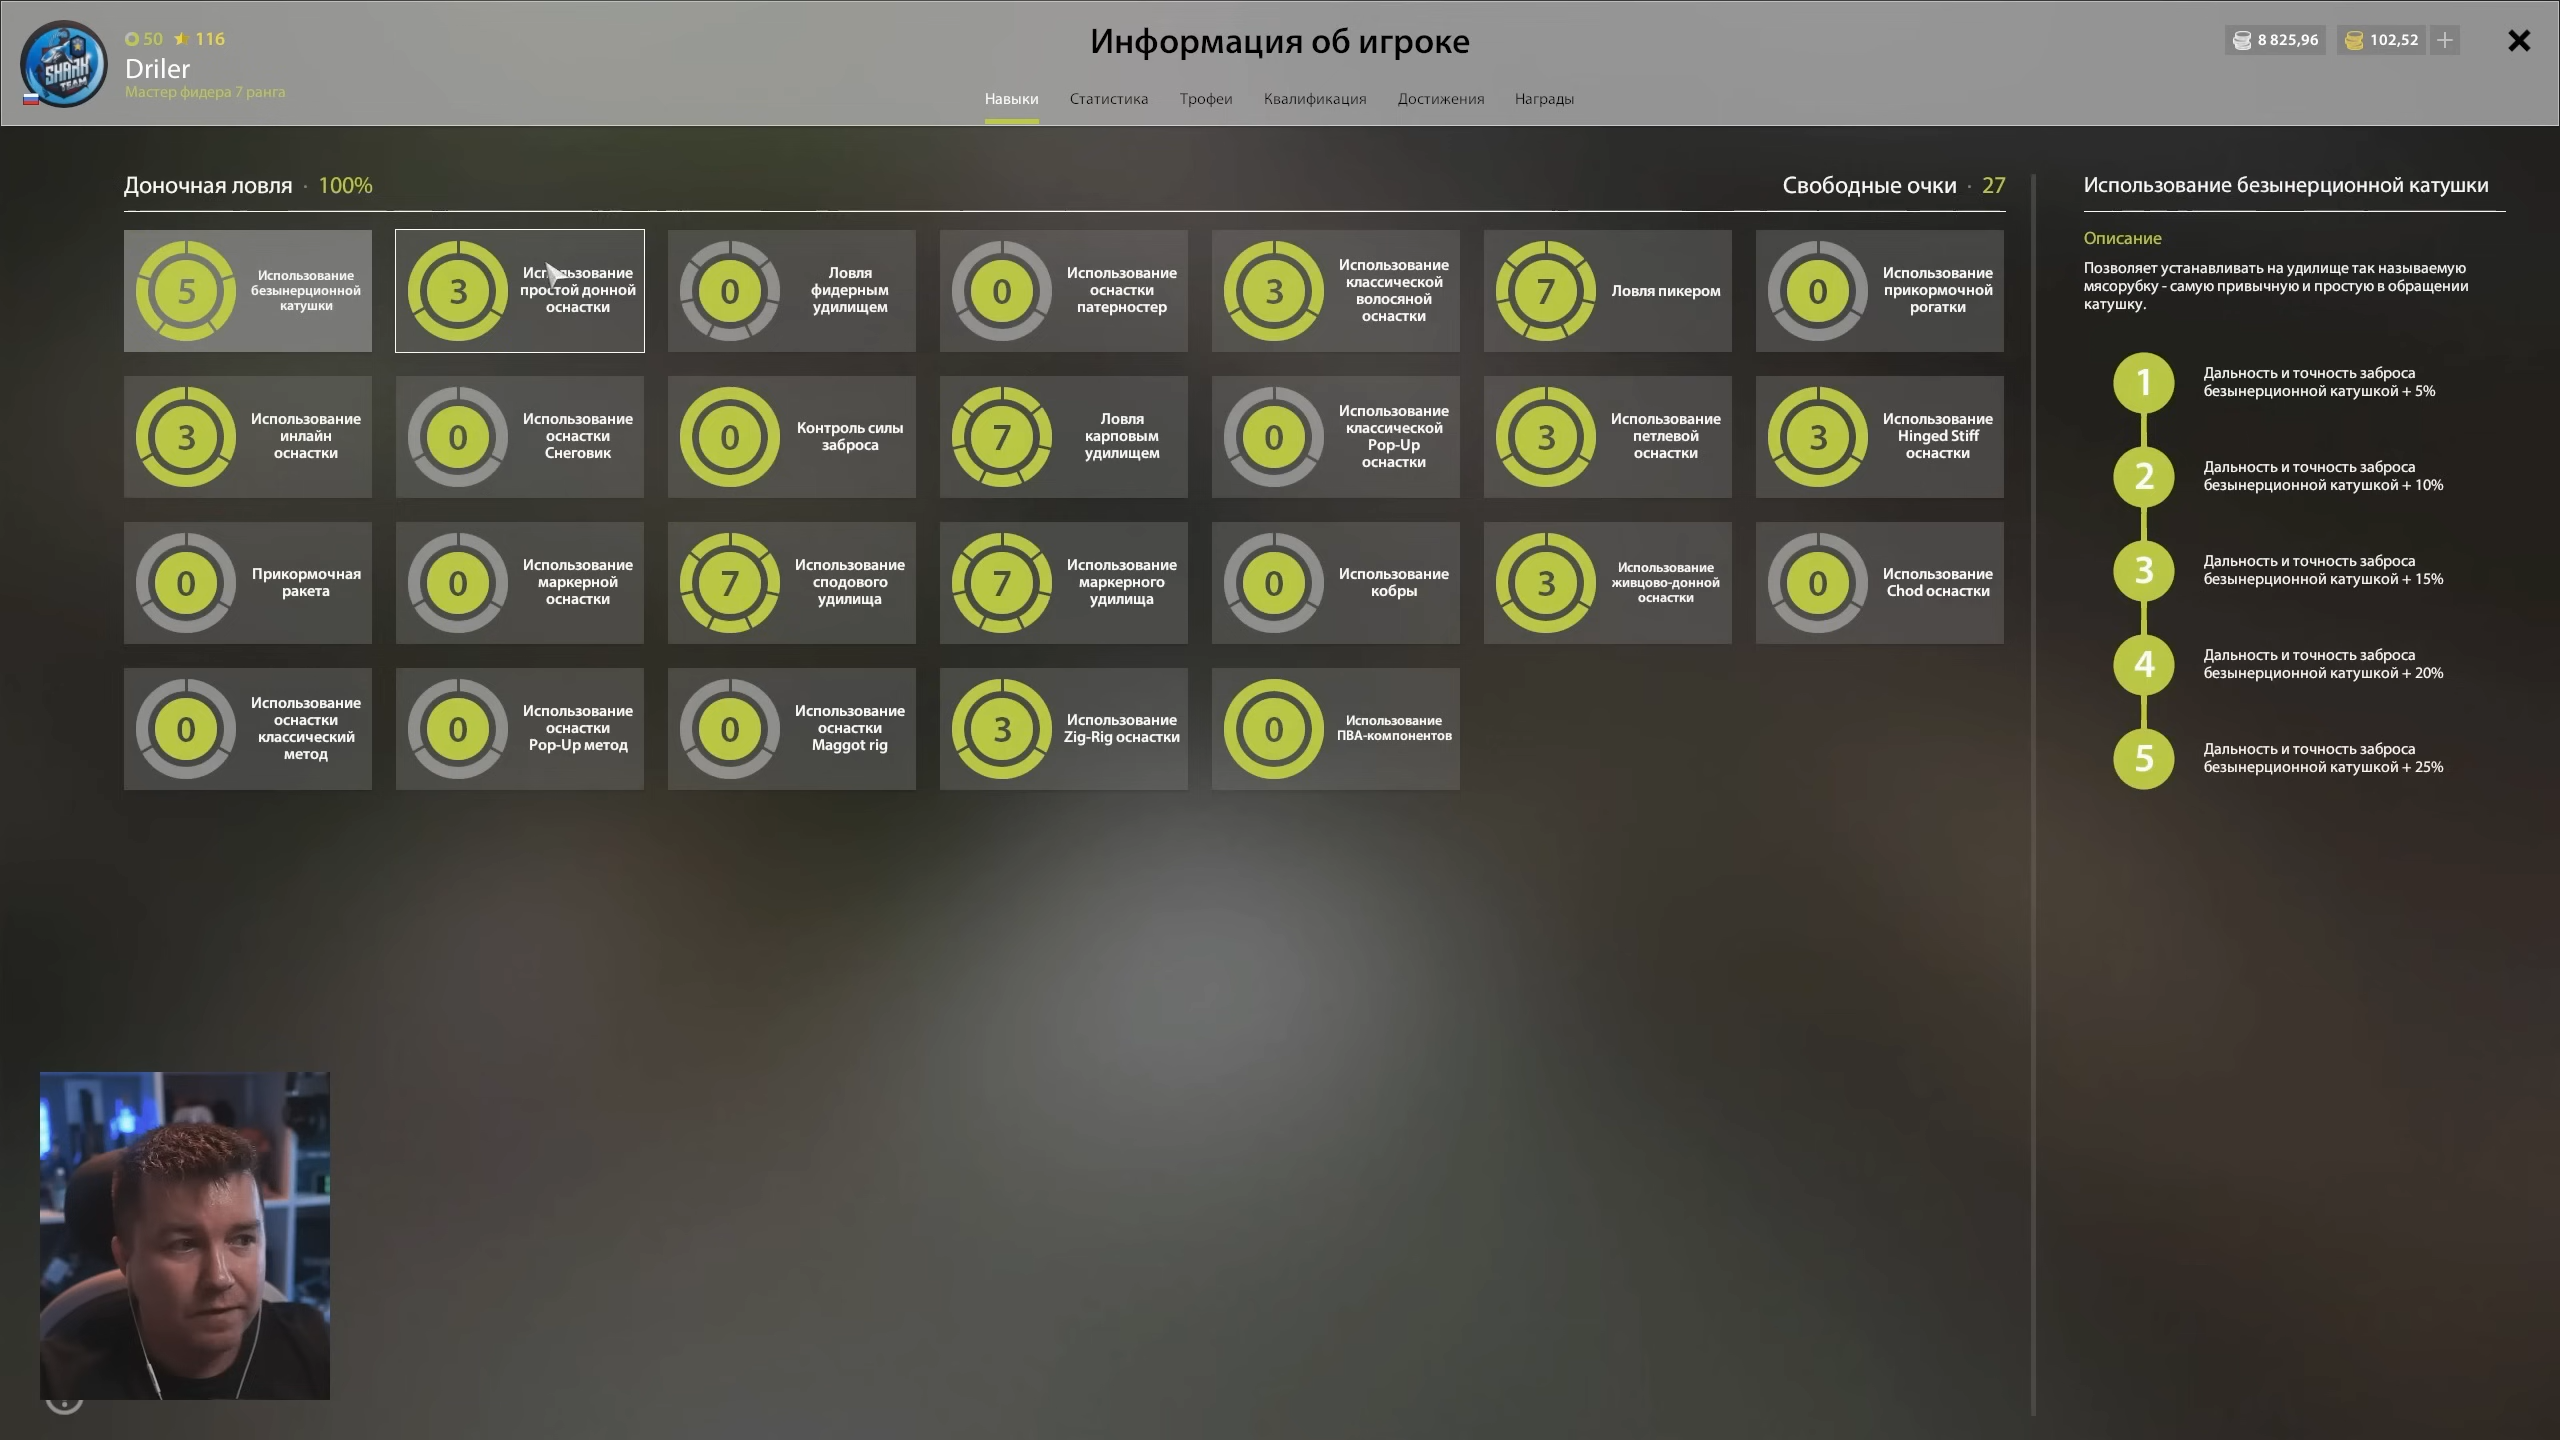 50 116
Driler
Мастер фидера 7 ранга
SHARK
TEAM
Информация об игроке
8 825,96 102,52
Навыки Статистика Трофеи Квалификация Достижения Награды
Доночная ловля · 100%
Свободные очки · 27
5
Использование
безынерционной
катушки
3
Использование
простой донной
оснастки
0
Ловля
фидерным
удилищем
0
Использование
оснастки
патерностер
3
Использование
классической
волосяной
оснастки
7
Ловля пикером
0
Использование
прикормочной
рогатки
3
Использование
инлайн
оснастки
0
Использование
оснастки
Снеговик
0
Контроль силы
заброса
7
Ловля
карповым
удилищем
0
Использование
классической
Pop-Up
оснастки
3
Использование
петлевой
оснастки
3
Использование
Hinged Stiff
оснастки
0
Прикормочная
ракета
0
Использование
маркерной
оснастки
7
Использование
сподового
удилища
7
Использование
маркерного
удилища
0
Использование
кобры
3
Использование
живцово-донной
оснастки
0
Использование
Chod оснастки
0
Использование
оснастки
классический
метод
0
Использование
оснастки
Pop-Up метод
0
Использование
оснастки
Maggot rig
3
Использование
Zig-Rig оснастки
0
Использование
ПВА-компонентов
Использование безынерционной катушки
Описание
Позволяет устанавливать на удилище так называемую
мясорубку - самую привычную и простую в обращении
катушку.
1
Дальность и точность заброса
безынерционной катушкой + 5%
2
Дальность и точность заброса
безынерционной катушкой + 10%
3
Дальность и точность заброса
безынерционной катушкой + 15%
4
Дальность и точность заброса
безынерционной катушкой + 20%
5
Дальность и точность заброса
безынерционной катушкой + 25%